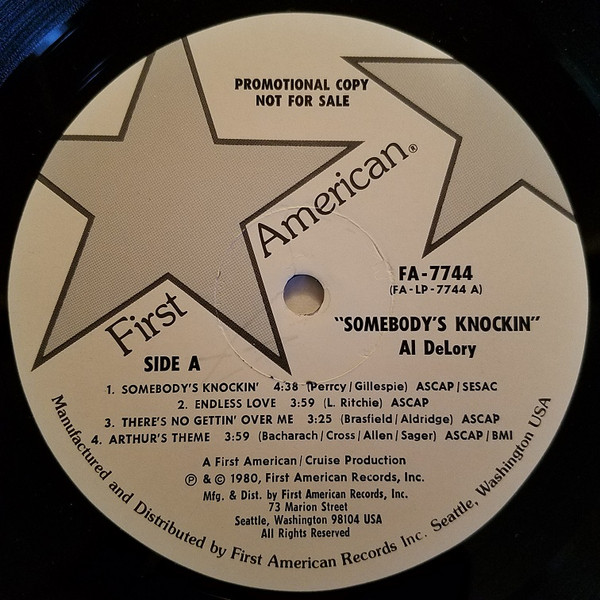 PROMOTIONAL COPY
NOT FOR SALE
First American®
FA-7744
(FA-LP-7744 A)
"SOMEBODY'S KNOCKIN"
Al DeLory
SIDE A
1. SOMEBODY'S KNOCKIN' 4:38 (Perrcy/Gillespie) ASCAP/SESAC
2. ENDLESS LOVE 3:59 (L. Ritchie) ASCAP
3. THERE'S NO GETTIN' OVER ME 3:25 (Brasfield/Aldridge) ASCAP
4. ARTHUR'S THEME 3:59 (Bacharach/Cross/Allen/Sager) ASCAP/BMI
A First American/Cruise Production
℗ & © 1980, First American Records, Inc.
Mfg. & Dist. by First American Records, Inc.
73 Marion Street
Seattle, Washington 98104 USA
All Rights Reserved
Manufactured and Distributed by First American Records Inc. Seattle, Washington USA